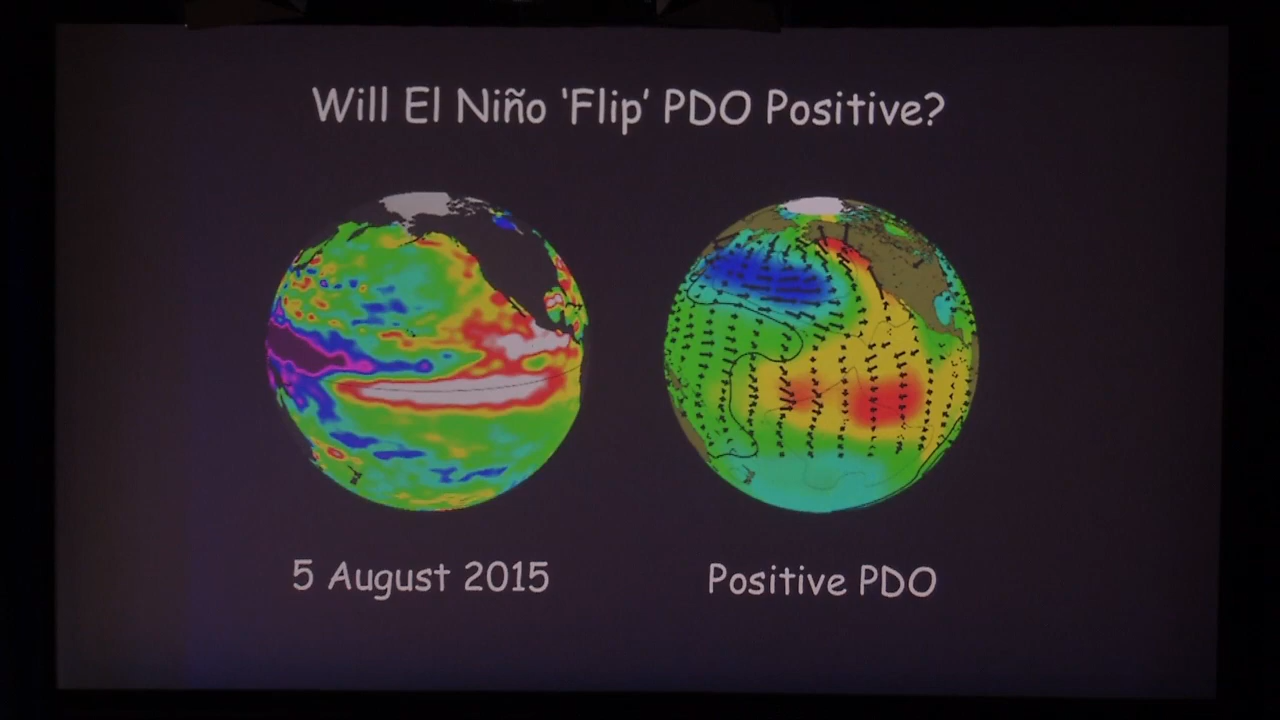 Will El Niño ‘Flip’ PDO Positive?
5 August 2015
Positive PDO